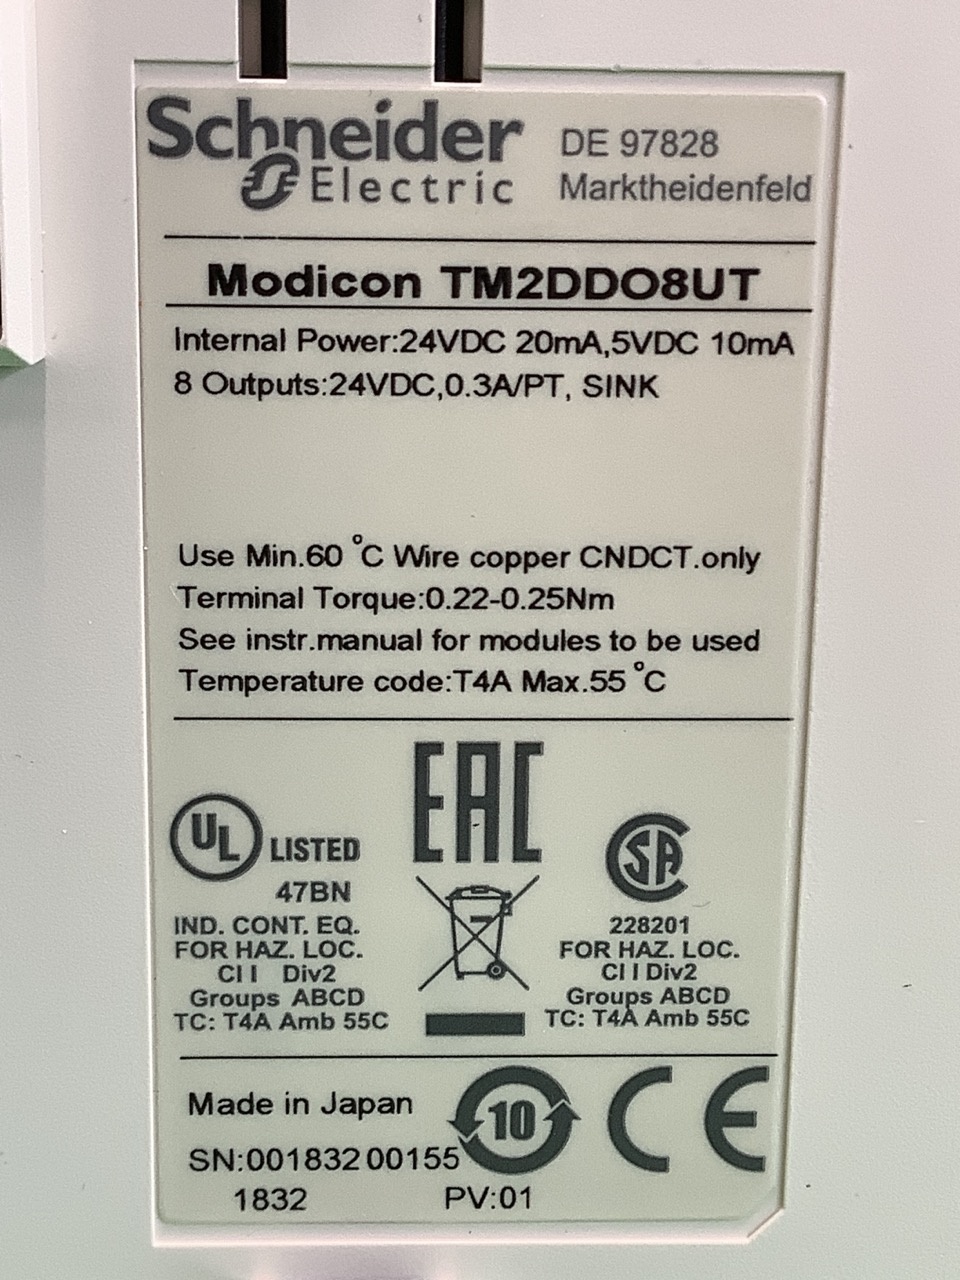 Schneider Electric
DE 97828
Marktheidenfeld
Modicon TM2DDO8UT
Internal Power:24VDC 20mA,5VDC 10mA
8 Outputs:24VDC,0.3A/PT, SINK
Use Min.60 °C Wire copper CNDCT.only
Terminal Torque:0.22-0.25Nm
See instr.manual for modules to be used
Temperature code:T4A Max.55 °C
UL LISTED
47BN
IND. CONT. EQ.
FOR HAZ. LOC.
Cl I Div2
Groups ABCD
TC: T4A Amb 55C
EAC
SA
228201
FOR HAZ. LOC.
Cl I Div2
Groups ABCD
TC: T4A Amb 55C
Made in Japan
SN:00183200155
1832 PV:01
10
CE